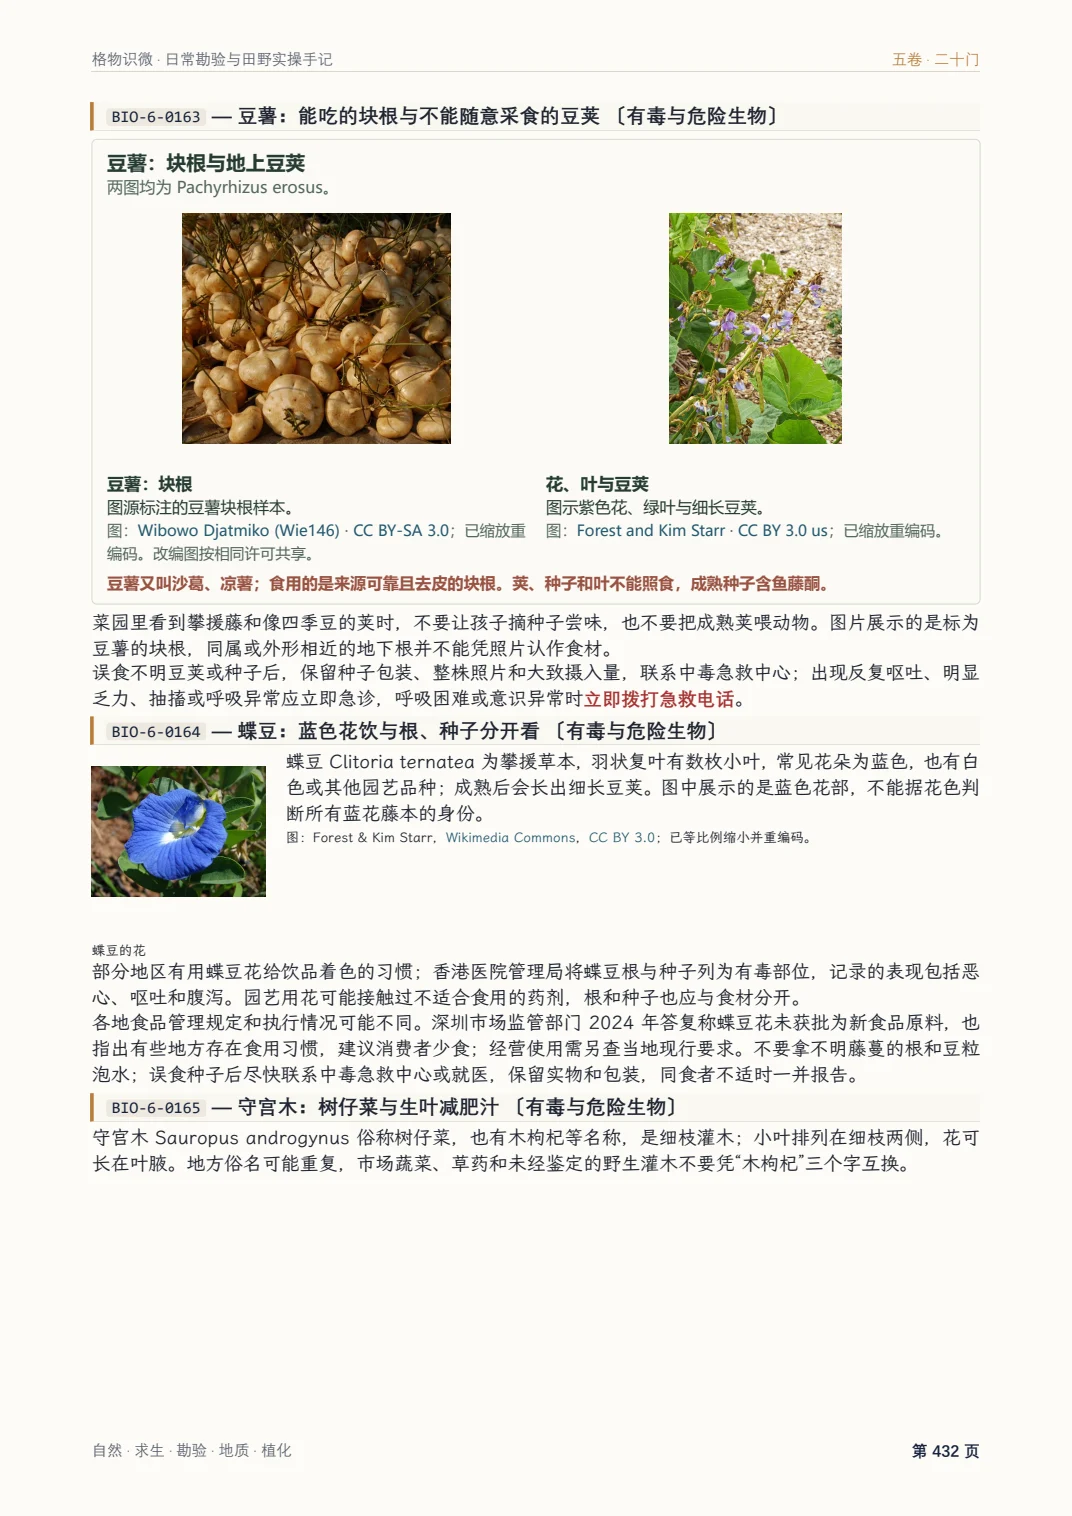 格物识微 · 日常勘验与田野实操手记
五卷 · 二十门
BIO-6-0163 — 豆薯：能吃的块根与不能随意采食的豆荚 〔有毒与危险生物〕
豆薯：块根与地上豆荚
两图均为 Pachyrhizus erosus。
豆薯：块根
图源标注的豆薯块根样本。
图：Wibowo Djatmiko (Wie146) · CC BY-SA 3.0；已缩放重
编码。改编图按相同许可共享。
花、叶与豆荚
图示紫色花、绿叶与细长豆荚。
图：Forest and Kim Starr · CC BY 3.0 us；已缩放重编码。
豆薯又叫沙葛、凉薯；食用的是来源可靠且去皮的块根。荚、种子和叶不能照食，成熟种子含鱼藤酮。
菜园里看到攀援藤和像四季豆的荚时，不要让孩子摘种子尝味，也不要把成熟荚喂动物。图片展示的是标为
豆薯的块根，同属或外形相近的地下根并不能凭照片认作食材。
误食不明豆荚或种子后，保留种子包装、整株照片和大致摄入量，联系中毒急救中心；出现反复呕吐、明显
乏力、抽搐或呼吸异常应立即急诊，呼吸困难或意识异常时立即拨打急救电话。
BIO-6-0164 — 蝶豆：蓝色花饮与根、种子分开看 〔有毒与危险生物〕
蝶豆 Clitoria ternatea 为攀援草本，羽状复叶有数枚小叶，常见花朵为蓝色，也有白
色或其他园艺品种；成熟后会长出细长豆荚。图中展示的是蓝色花部，不能据花色判
断所有蓝花藤本的身份。
图：Forest & Kim Starr，Wikimedia Commons，CC BY 3.0；已等比例缩小并重编码。
蝶豆的花
部分地区有用蝶豆花给饮品着色的习惯；香港医院管理局将蝶豆根与种子列为有毒部位，记录的表现包括恶
心、呕吐和腹泻。园艺用花可能接触过不适合食用的药剂，根和种子也应与食材分开。
各地食品管理规定和执行情况可能不同。深圳市场监管部门 2024 年答复称蝶豆花未获批为新食品原料，也
指出有些地方存在食用习惯，建议消费者少食；经营使用需另查当地现行要求。不要拿不明藤蔓的根和豆粒
泡水；误食种子后尽快联系中毒急救中心或就医，保留实物和包装，同食者不适时一并报告。
BIO-6-0165 — 守宫木：树仔菜与生叶减肥汁 〔有毒与危险生物〕
守宫木 Sauropus androgynus 俗称树仔菜，也有木枸杞等名称，是细枝灌木；小叶排列在细枝两侧，花可
长在叶腋。地方俗名可能重复，市场蔬菜、草药和未经鉴定的野生灌木不要凭“木枸杞”三个字互换。
自然 · 求生 · 勘验 · 地质 · 植化
第 432 页